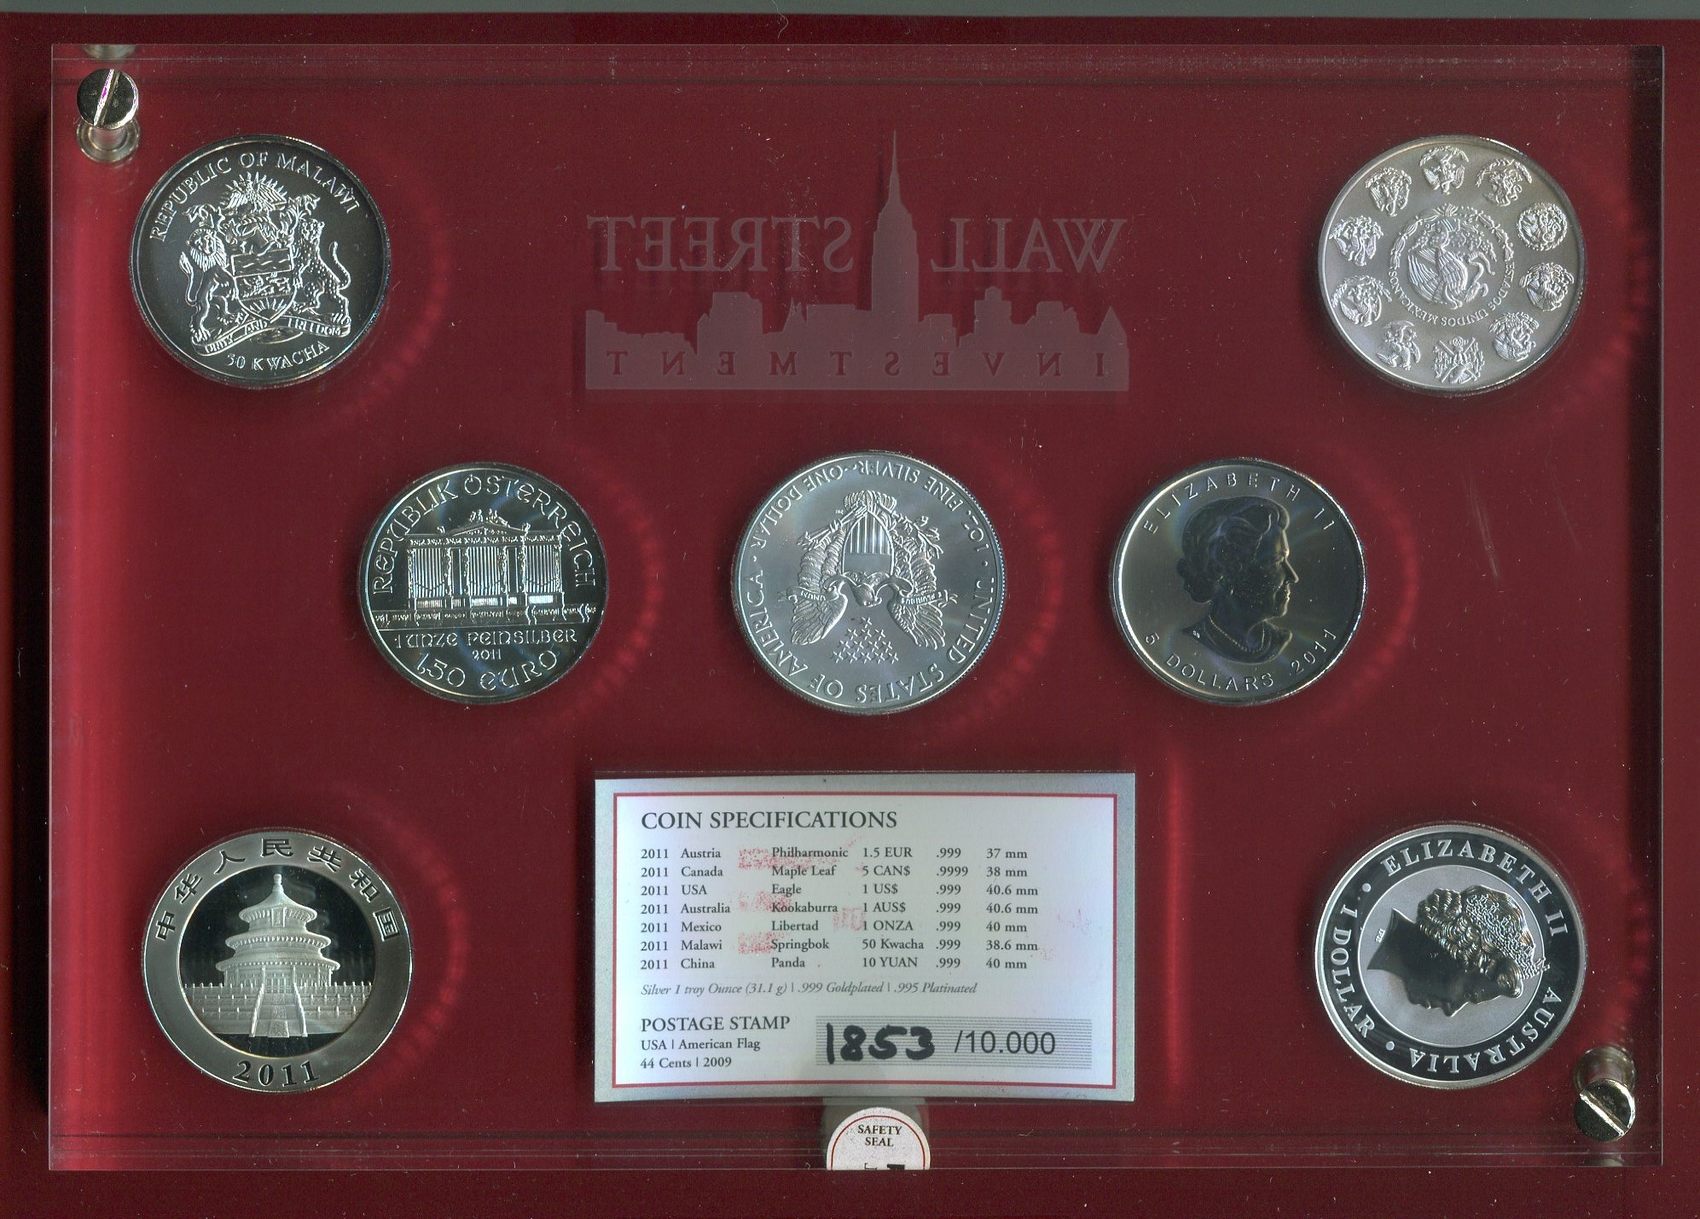 REPUBLIC OF MALAWI
UNITY AND FREEDOM
50 KWACHA
WALL STREET
INVESTMENT
ESTADOS UNIDOS MEXICANOS
REPUBLIK ÖSTERREICH
1 UNZE FEINSILBER
2011
1,50 EURO
UNITED STATES OF AMERICA
1 OZ. FINE SILVER~ONE DOLLAR
ELIZABETH II
5 DOLLARS 2011
中华人民共和国
2011
COIN SPECIFICATIONS
2011 Austria Philharmonic 1.5 EUR .999 37 mm
2011 Canada Maple Leaf 5 CAN$ .9999 38 mm
2011 USA Eagle 1 US$ .999 40.6 mm
2011 Australia Kookaburra 1 AUS$ .999 40.6 mm
2011 Mexico Libertad 1 ONZA .999 40 mm
2011 Malawi Springbok 50 Kwacha .999 38.6 mm
2011 China Panda 10 YUAN .999 40 mm
Silver 1 troy Ounce (31.1 g) | .999 Goldplated | .995 Platinated
POSTAGE STAMP
USA | American Flag
44 Cents | 2009
1853 /10.000
ELIZABETH II
AUSTRALIA
1 DOLLAR
SAFETY
SEAL